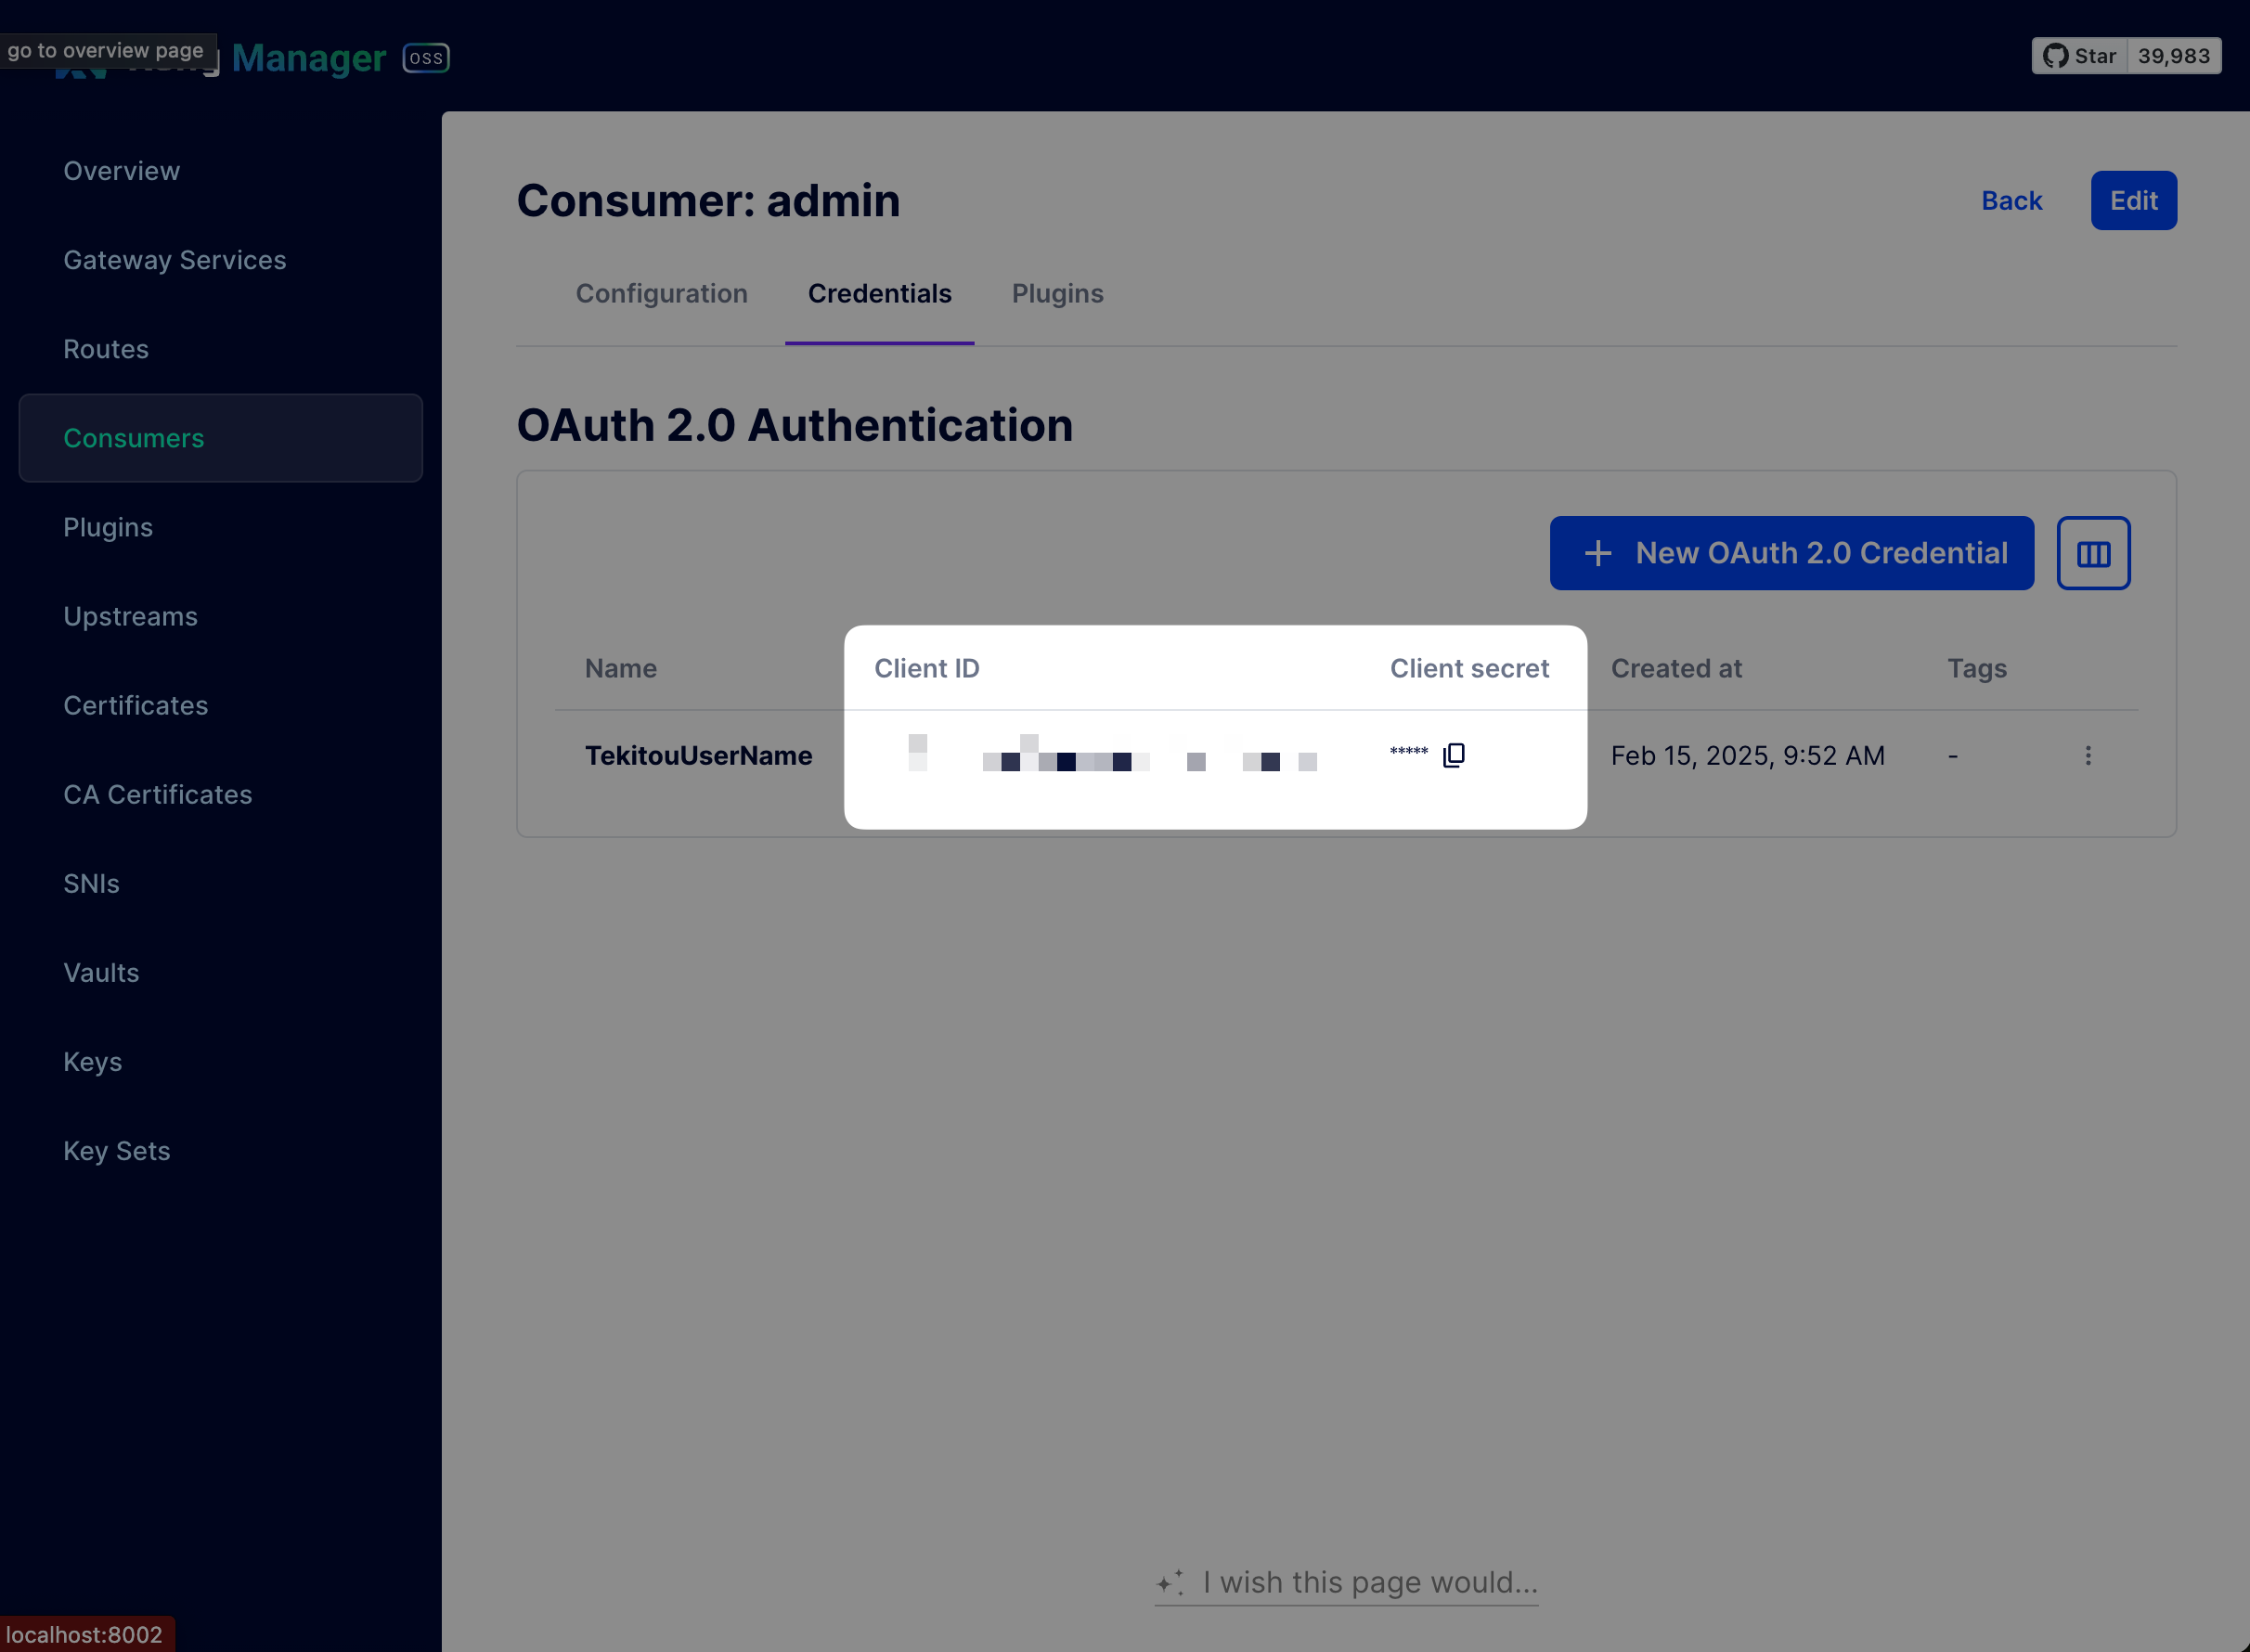 go to overview page
Manager OSS
Star 39,983
Overview
Gateway Services
Routes
Consumers
Plugins
Upstreams
Certificates
CA Certificates
SNIs
Vaults
Keys
Key Sets
Consumer: admin
Back
Edit
Configuration
Credentials
Plugins
OAuth 2.0 Authentication
+ New OAuth 2.0 Credential
Name Client ID Client secret Created at Tags
TekitouUserName ***** Feb 15, 2025, 9:52 AM -
I wish this page would...
localhost:8002